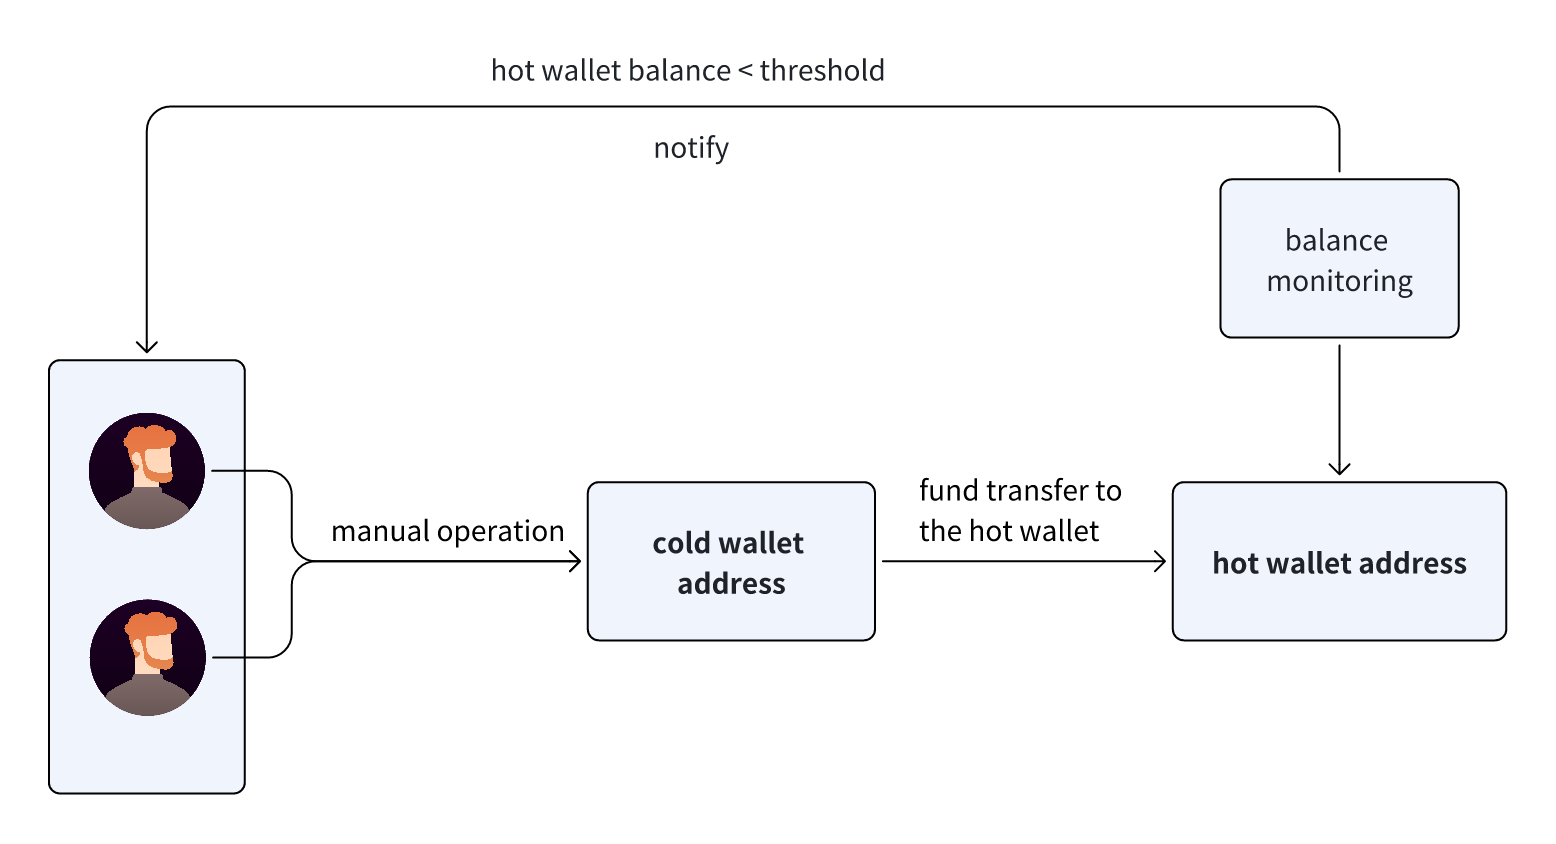 hot wallet balance < threshold
notify
balance
monitoring
fund transfer to
the hot wallet
manual operation
cold wallet
address
hot wallet address